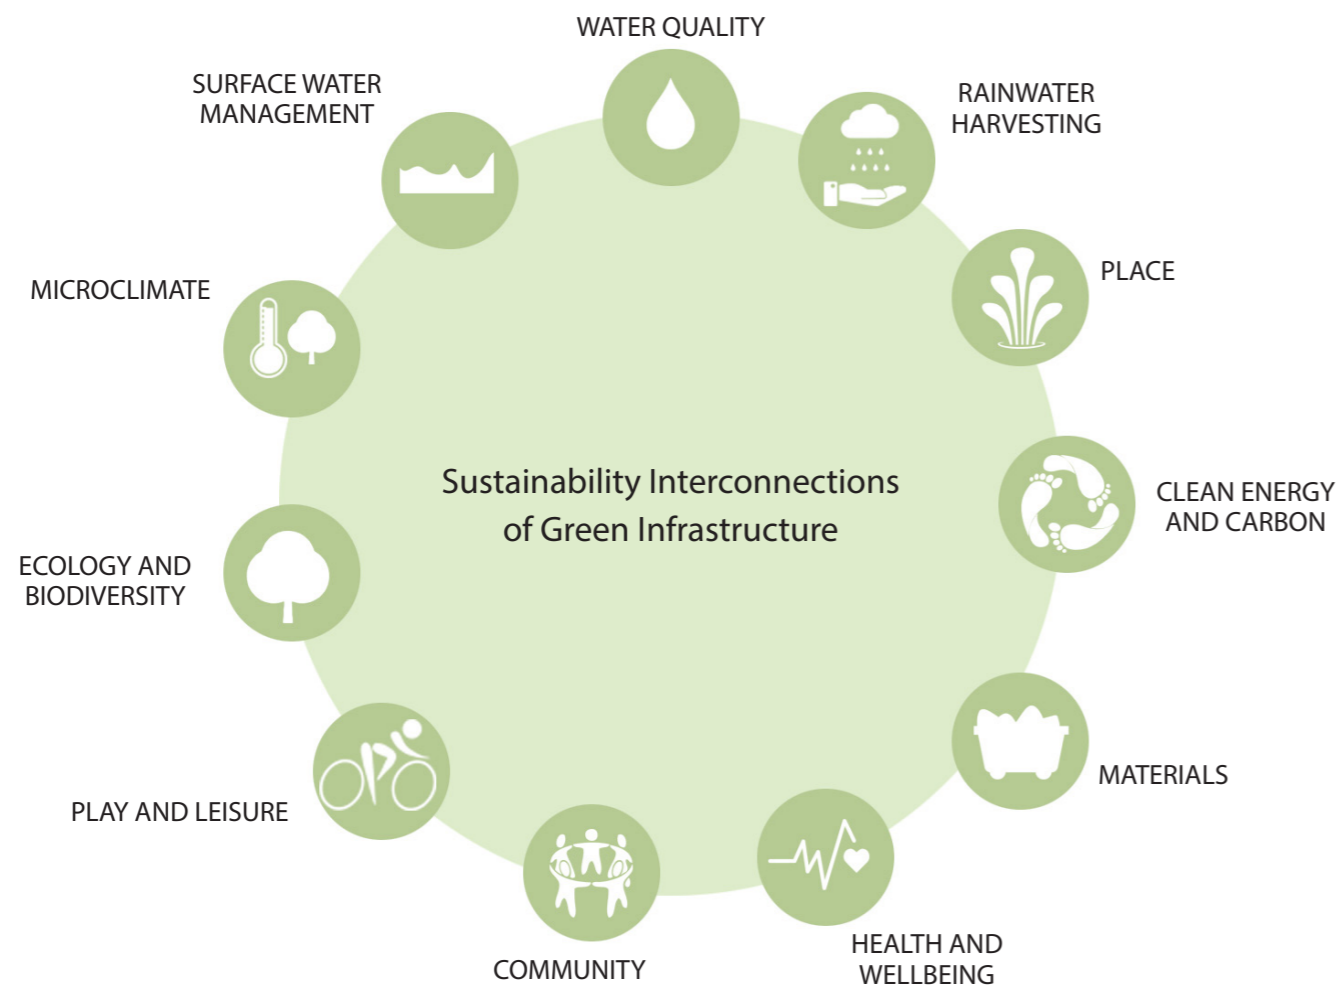 WATER QUALITY
RAINWATER
HARVESTING
PLACE
CLEAN ENERGY
AND CARBON
MATERIALS
HEALTH AND
WELLBEING
COMMUNITY
PLAY AND LEISURE
ECOLOGY AND
BIODIVERSITY
MICROCLIMATE
SURFACE WATER
MANAGEMENT
Sustainability Interconnections
of Green Infrastructure